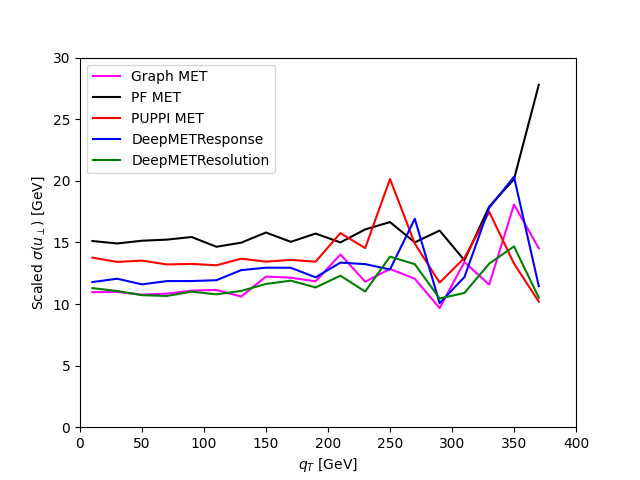 30
25
20
15
10
5
0
Scaled σ(u⊥) [GeV]
Graph MET
PF MET
PUPPI MET
DeepMETResponse
DeepMETResolution
0 50 100 150 200 250 300 350 400
qT [GeV]